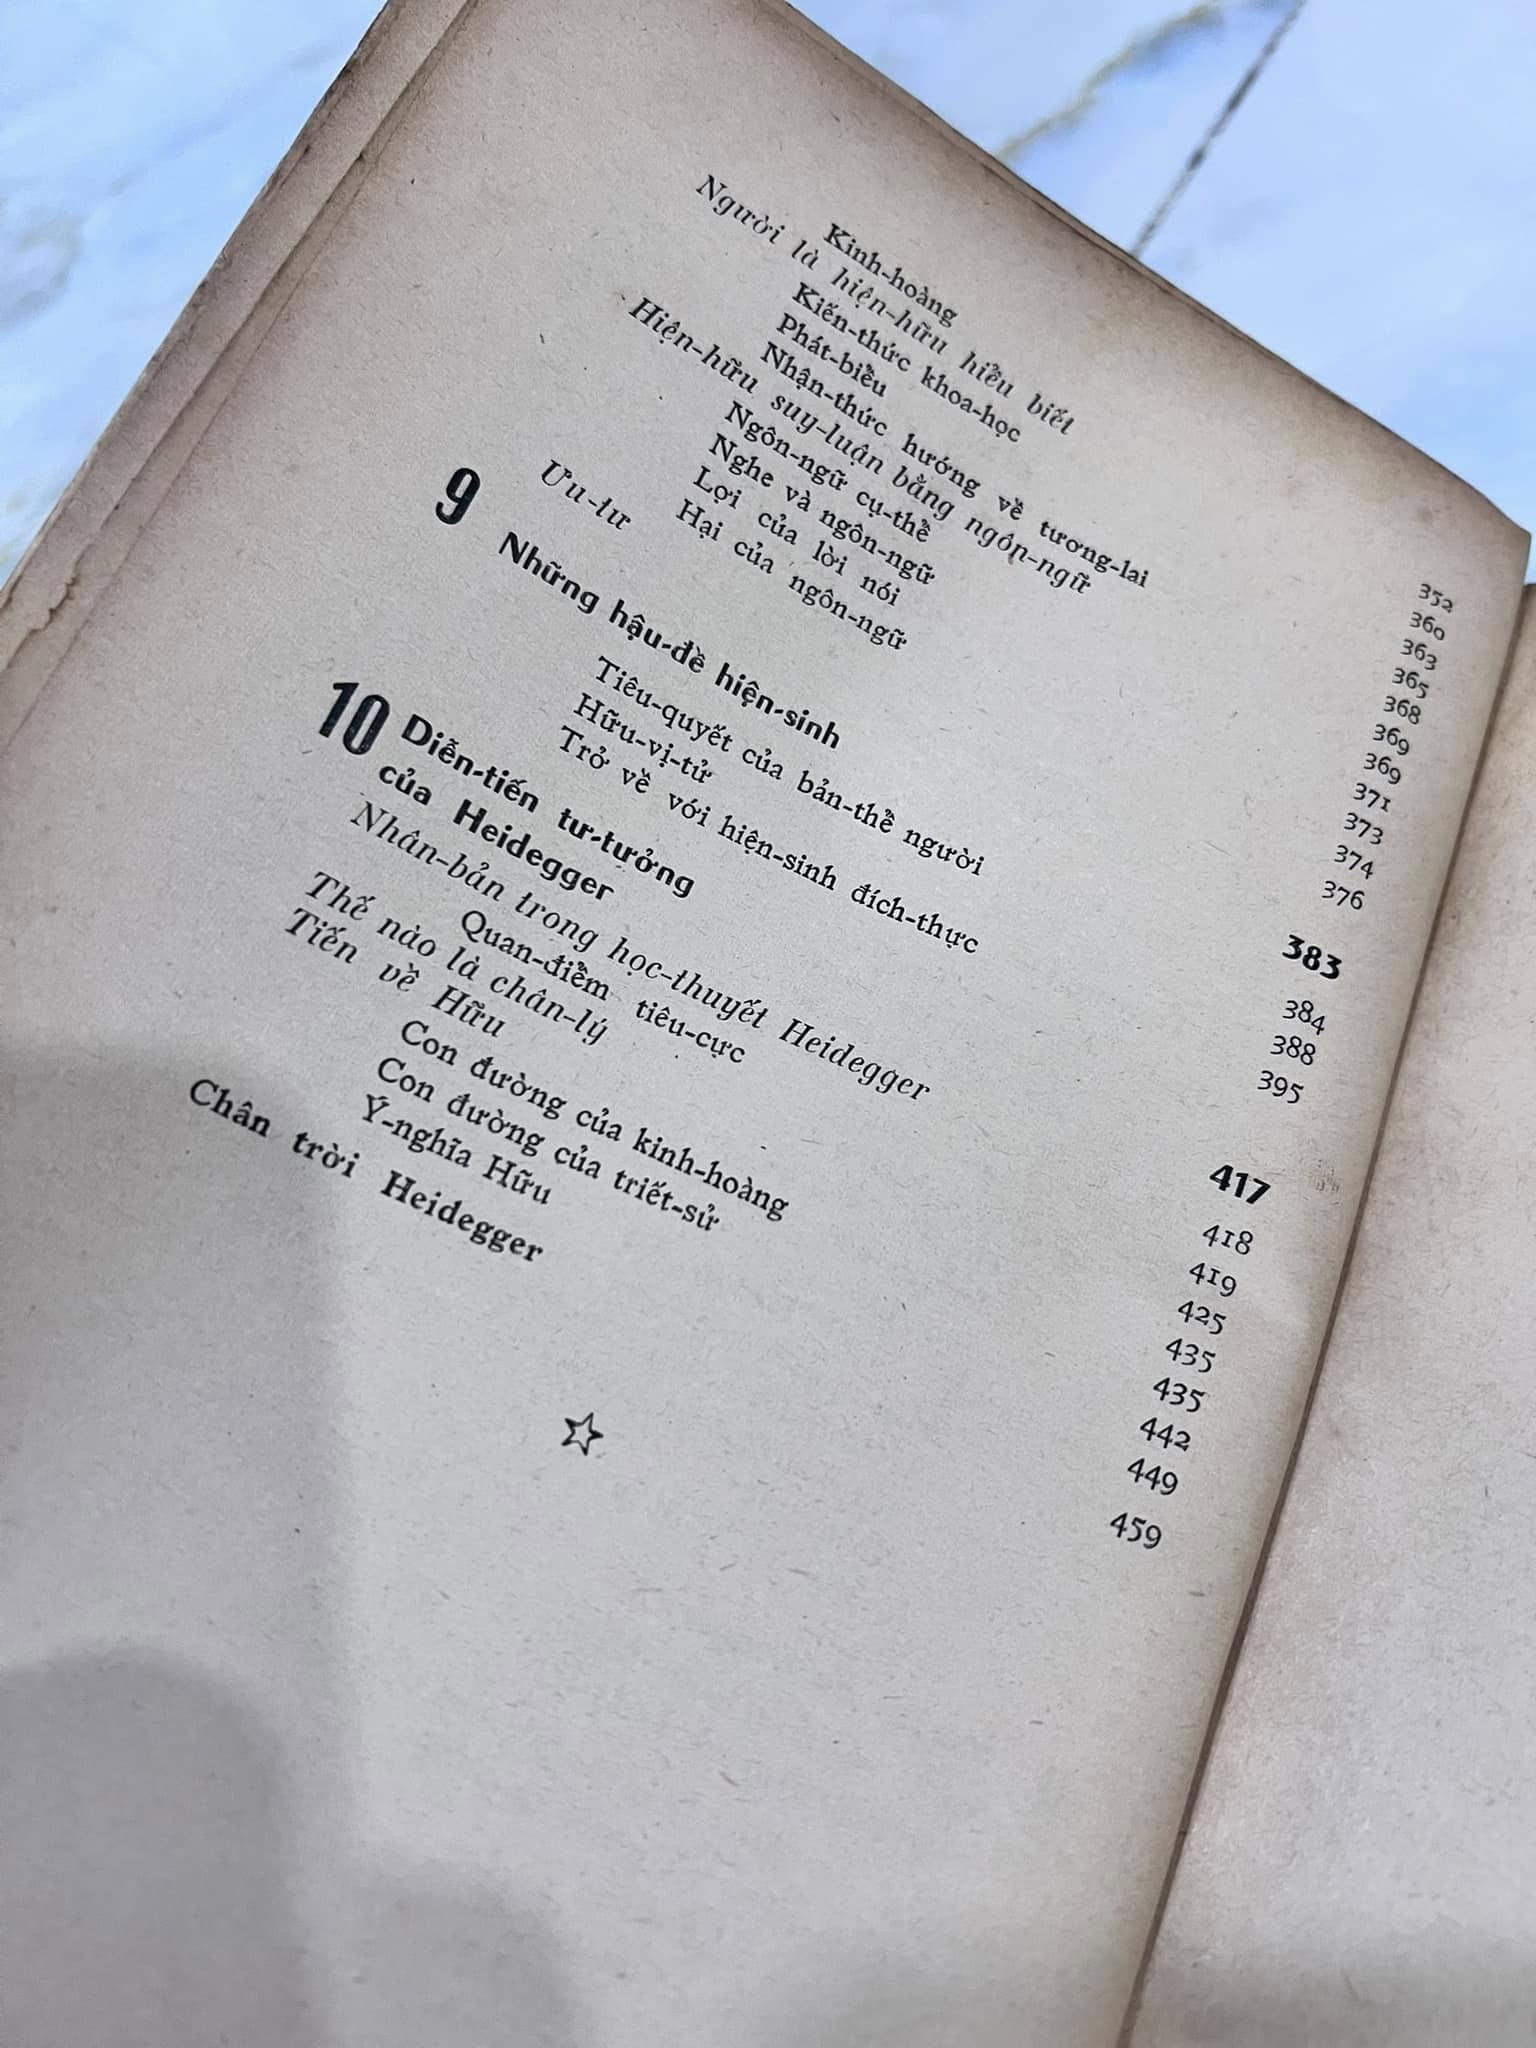 Kinh-hoàng 352
Người là hiện-hữu hiểu biết 360
Kiến-thức khoa-học 363
Phát-biểu 365
Nhận-thức hướng về tương-lai 368
Hiện-hữu suy-luận bằng ngôn-ngữ 369
Ngôn-ngữ cụ-thể 369
Nghe và ngôn-ngữ 371
Lợi của lời nói 373
Hại của ngôn-ngữ 374
Ưu-tư 376
9 Những hậu-đề hiện-sinh 383
Tiêu-quyết của bản-thể người 384
Hữu-vị-tử 388
Trở về với hiện-sinh đích-thực 395
10 Diễn-tiến tư-tưởng
của Heidegger 417
Nhân-bản trong học-thuyết Heidegger 418
Quan-điểm tiêu-cực 419
Thế nào là chân-lý 425
Tiến về Hữu 435
Con đường của kinh-hoàng 435
Con đường của triết-sử 442
Ý-nghĩa Hữu 449
Chân trời Heidegger 459